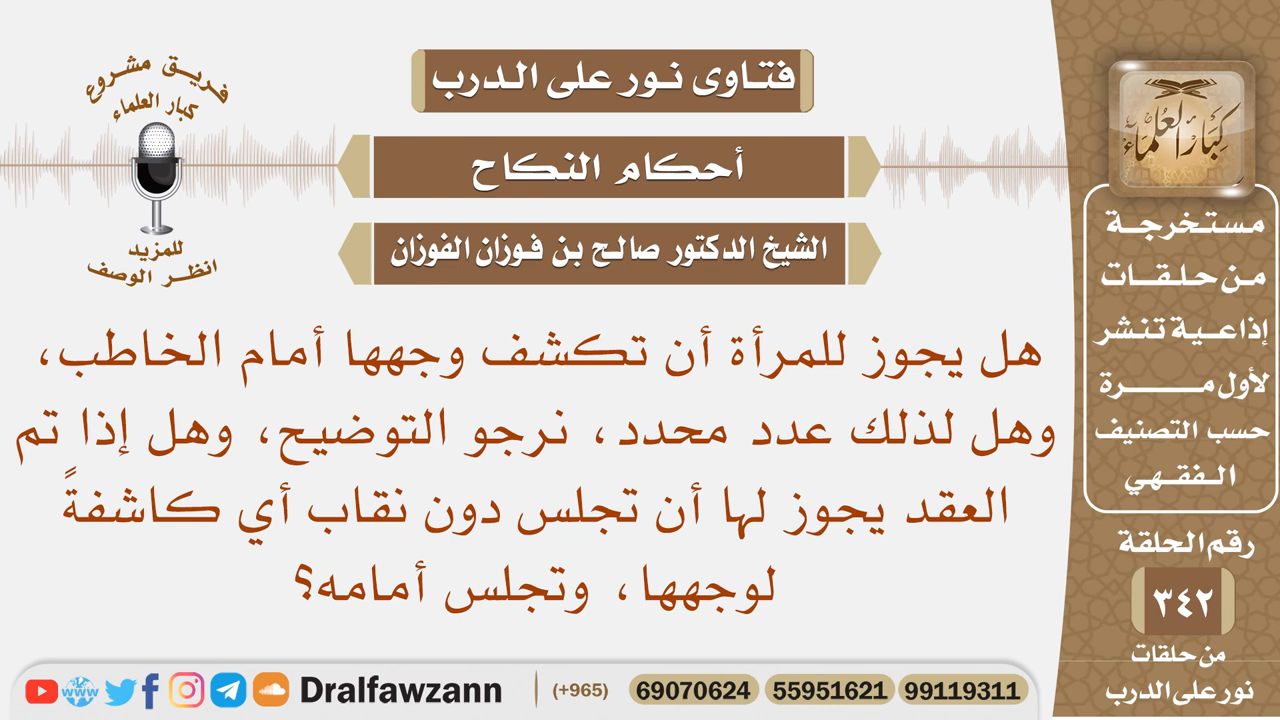 فتاوى نور على الدرب
أحكام النكاح
الشيخ الدكتور صالح بن فوزان الفوزان
فريق مشروع
كبار العلماء
للمزيد
انظر الوصف
هل يجوز للمرأة أن تكشف وجهها أمام الخاطب،
وهل لذلك عدد محدد، نرجو التوضيح، وهل إذا تم
العقد يجوز لها أن تجلس دون نقاب أي كاشفةً
لوجهها، وتجلس أمامه؟
كبار العلماء
مستخرجة
من حلقات
إذاعية تنشر
لأول مرة
حسب التصنيف
الفقهي
رقم الحلقة
٣٤٢
من حلقات
نور على الدرب
www Dralfawzann (+965) 69070624 55951621 99119311